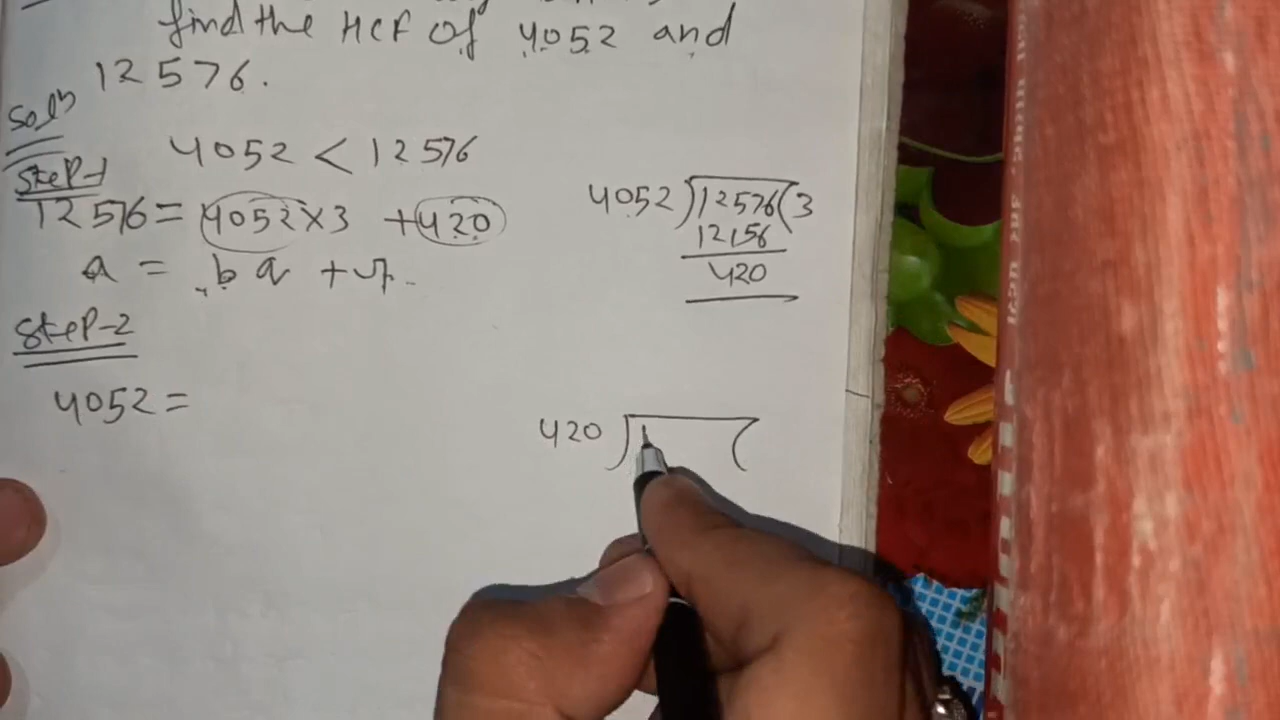 find the HCF of 4052 and
12576.
Soln
4052 < 12576
Step-1
12576 = 4052 × 3 + 420
a = bq + r.
4052 ) 12576 ( 3
12156
420
Step-2
4052 =
420 ) (